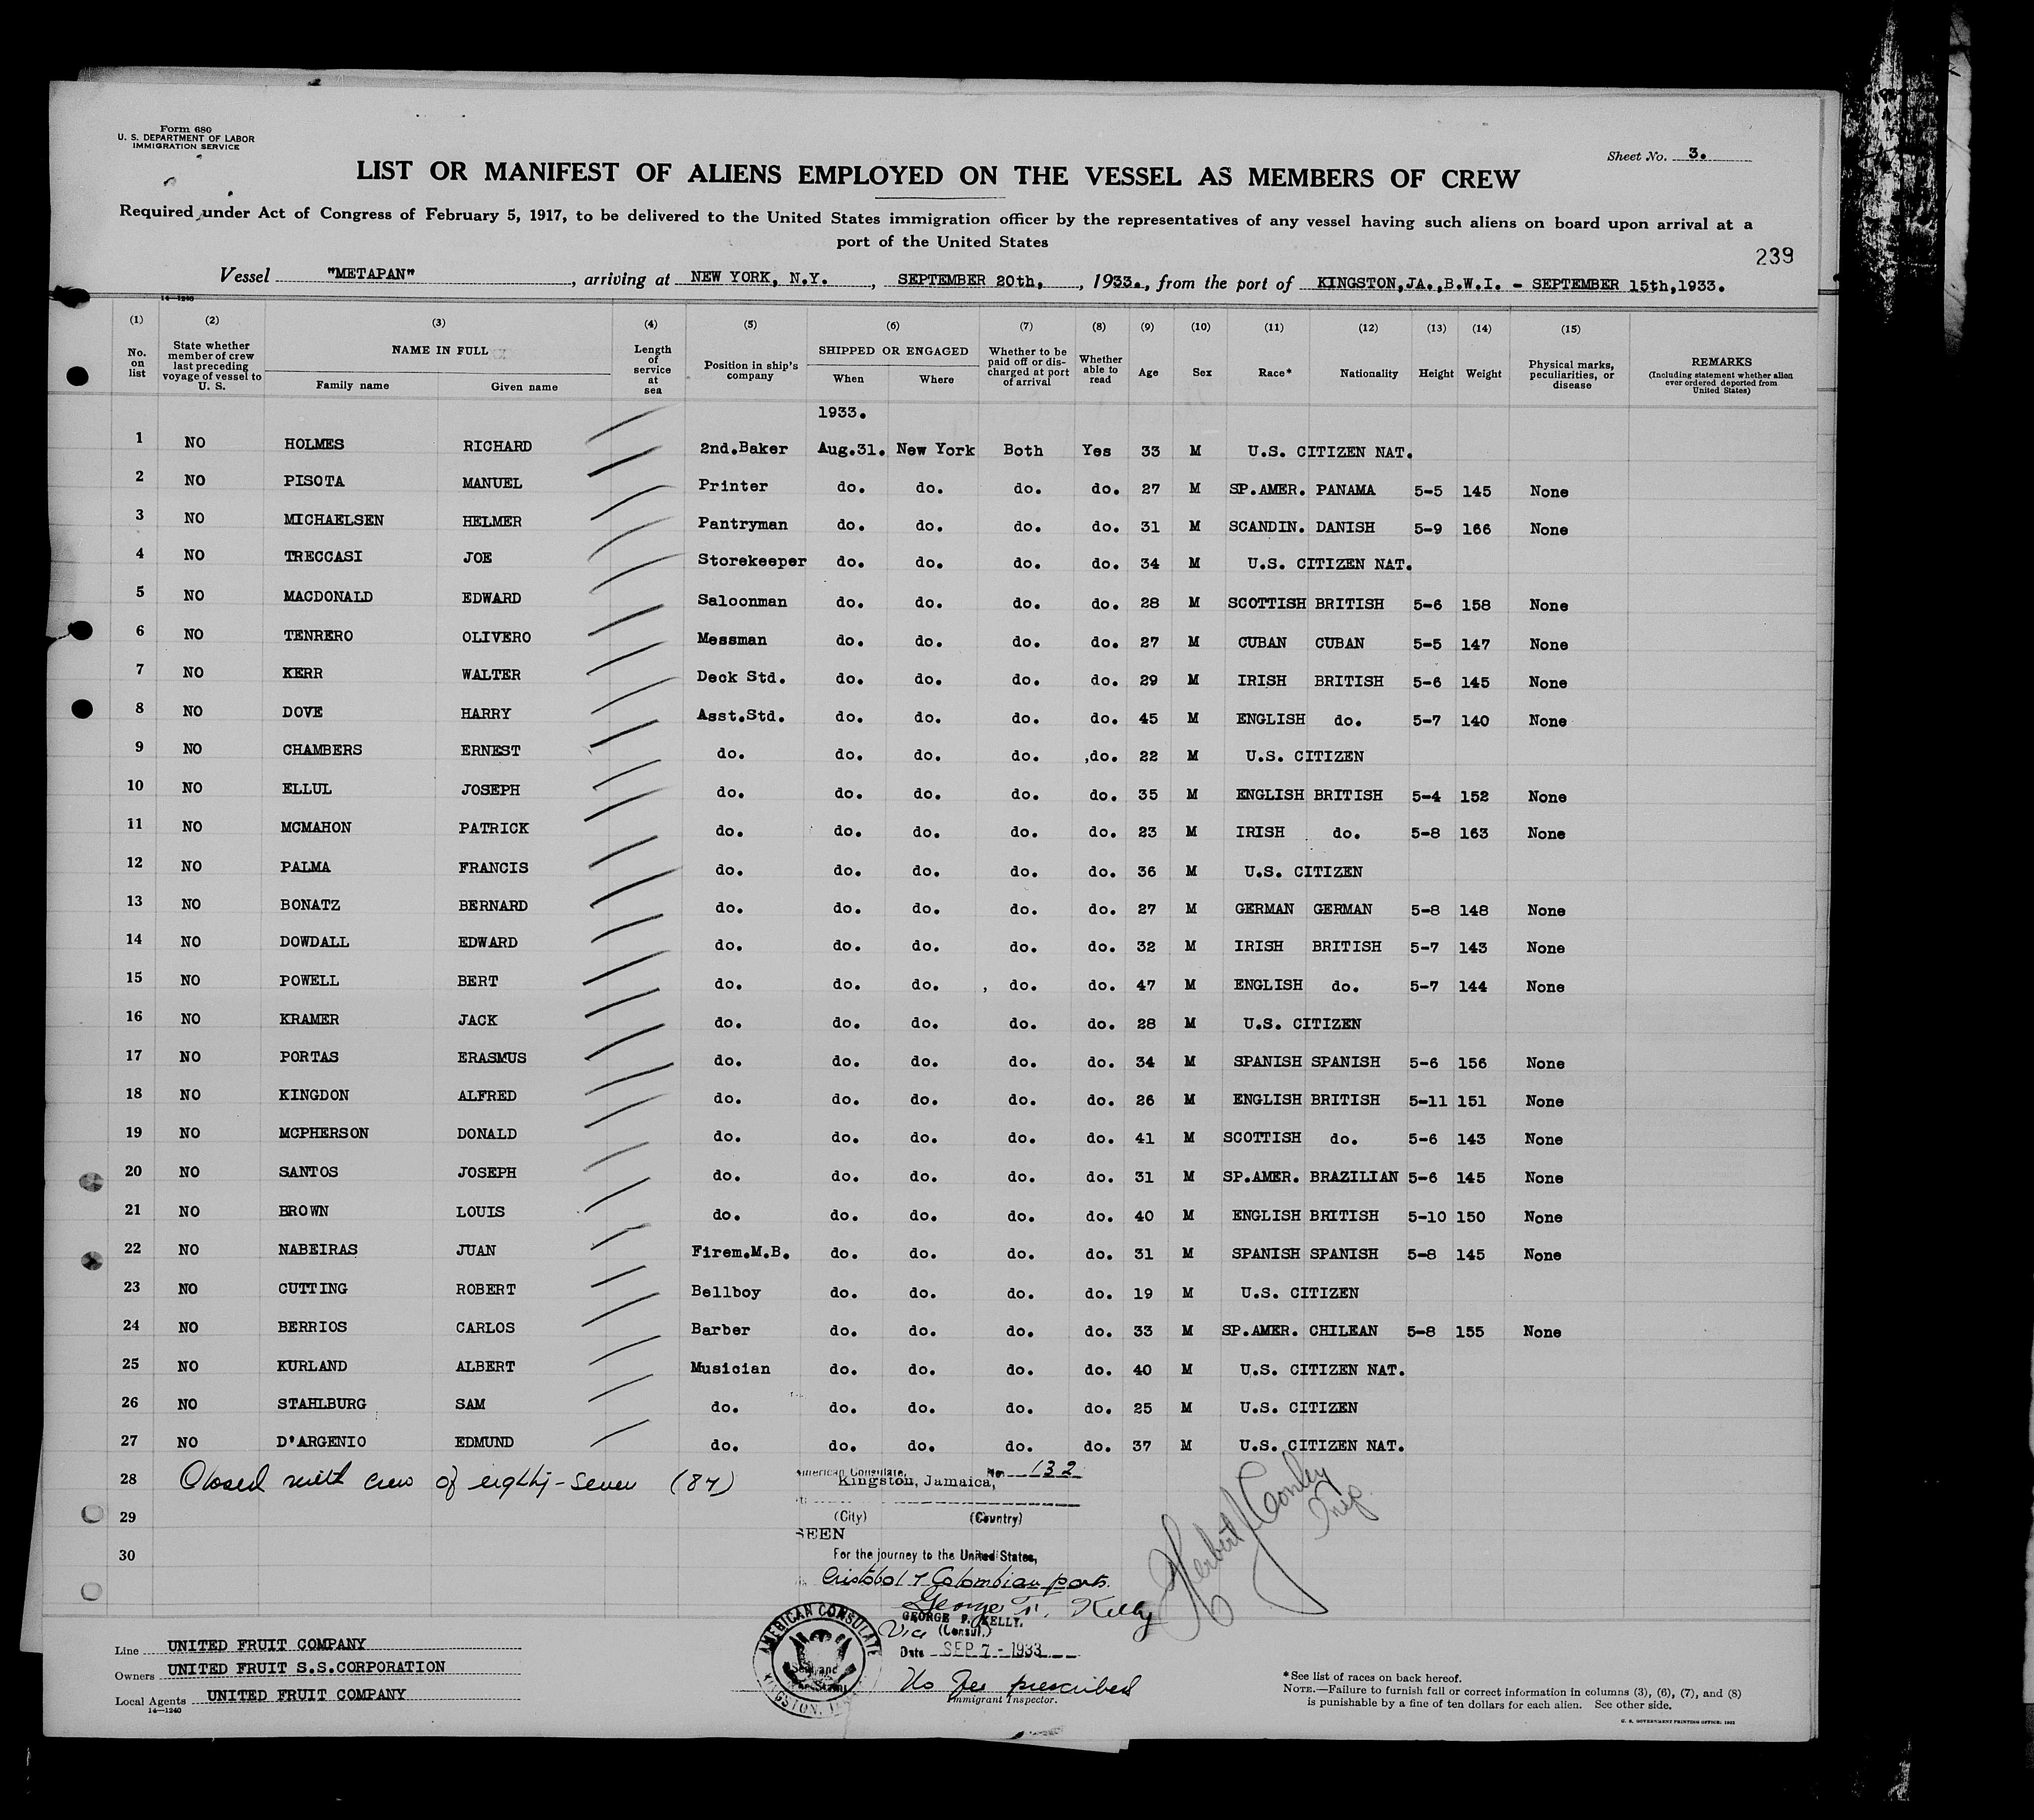 Form 680
U. S. DEPARTMENT OF LABOR
IMMIGRATION SERVICE
Sheet No. 3.
LIST OR MANIFEST OF ALIENS EMPLOYED ON THE VESSEL AS MEMBERS OF CREW
Required under Act of Congress of February 5, 1917, to be delivered to the United States immigration officer by the representatives of any vessel having such aliens on board upon arrival at a
port of the United States
239
Vessel "METAPAN", arriving at NEW YORK, N.Y., SEPTEMBER 20th, 1933., from the port of KINGSTON,JA.,B.W.I. - SEPTEMBER 15th,1933.
14-1240
(1) (2) (3) (4) (5) (6) (7) (8) (9) (10) (11) (12) (13) (14) (15)
No. on list State whether member of crew last preceding voyage of vessel to U. S. NAME IN FULL Family name Given name Length of service at sea Position in ship's company SHIPPED OR ENGAGED When Where Whether to be paid off or discharged at port of arrival Whether able to read Age Sex Race* Nationality Height Weight Physical marks, peculiarities, or disease REMARKS (Including statement whether alien ever ordered deported from United States)
1933.
1 NO HOLMES RICHARD 2nd.Baker Aug.31. New York Both Yes 33 M U.S. CITIZEN NAT.
2 NO PISOTA MANUEL Printer do. do. do. do. 27 M SP.AMER. PANAMA 5-5 145 None
3 NO MICHAELSEN HELMER Pantryman do. do. do. do. 31 M SCANDIN. DANISH 5-9 166 None
4 NO TRECCASI JOE Storekeeper do. do. do. do. 34 M U.S. CITIZEN NAT.
5 NO MACDONALD EDWARD Saloonman do. do. do. do. 28 M SCOTTISH BRITISH 5-6 158 None
6 NO TENRERO OLIVERO Messman do. do. do. do. 27 M CUBAN CUBAN 5-5 147 None
7 NO KERR WALTER Deck Std. do. do. do. do. 29 M IRISH BRITISH 5-6 145 None
8 NO DOVE HARRY Asst.Std. do. do. do. do. 45 M ENGLISH do. 5-7 140 None
9 NO CHAMBERS ERNEST do. do. do. do. do. 22 M U.S. CITIZEN
10 NO ELLUL JOSEPH do. do. do. do. do. 35 M ENGLISH BRITISH 5-4 152 None
11 NO MCMAHON PATRICK do. do. do. do. do. 23 M IRISH do. 5-8 163 None
12 NO PALMA FRANCIS do. do. do. do. do. 36 M U.S. CITIZEN
13 NO BONATZ BERNARD do. do. do. do. do. 27 M GERMAN GERMAN 5-8 148 None
14 NO DOWDALL EDWARD do. do. do. do. do. 32 M IRISH BRITISH 5-7 143 None
15 NO POWELL BERT do. do. do. do. do. 47 M ENGLISH do. 5-7 144 None
16 NO KRAMER JACK do. do. do. do. do. 28 M U.S. CITIZEN
17 NO PORTAS ERASMUS do. do. do. do. do. 34 M SPANISH SPANISH 5-6 156 None
18 NO KINGDON ALFRED do. do. do. do. do. 26 M ENGLISH BRITISH 5-11 151 None
19 NO MCPHERSON DONALD do. do. do. do. do. 41 M SCOTTISH do. 5-6 143 None
20 NO SANTOS JOSEPH do. do. do. do. do. 31 M SP.AMER. BRAZILIAN 5-6 145 None
21 NO BROWN LOUIS do. do. do. do. do. 40 M ENGLISH BRITISH 5-10 150 None
22 NO NABEIRAS JUAN Firem.M.B. do. do. do. do. 31 M SPANISH SPANISH 5-8 145 None
23 NO CUTTING ROBERT Bellboy do. do. do. do. 19 M U.S. CITIZEN
24 NO BERRIOS CARLOS Barber do. do. do. do. 33 M SP.AMER. CHILEAN 5-8 155 None
25 NO KURLAND ALBERT Musician do. do. do. do. 40 M U.S. CITIZEN NAT.
26 NO STAHLBURG SAM do. do. do. do. do. 25 M U.S. CITIZEN
27 NO D'ARGENIO EDMUND do. do. do. do. do. 37 M U.S. CITIZEN NAT.
28 Closed with crew of eighty-seven (87)
American Consulate, No. 132
Kingston, Jamaica,
29
(City) (Country)
SEEN
30
For the journey to the United States,
Cristobal & Colombian ports.
George F. Kelly
GEORGE F. KELLY.
Vice (Consul.)
Date SEP 7 - 1933
No fee prescribed
Immigrant Inspector.
Herbert J Conley
Insp.
AMERICAN CONSULATE
Line UNITED FRUIT COMPANY
Owners UNITED FRUIT S.S.CORPORATION
Local Agents UNITED FRUIT COMPANY
14-1240
*See list of races on back hereof.
NOTE.—Failure to furnish full or correct information in columns (3), (6), (7), and (8)
is punishable by a fine of ten dollars for each alien. See other side.